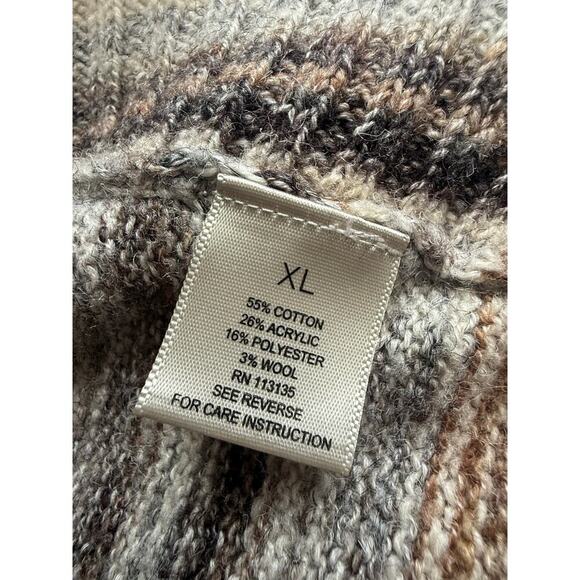 XL
55% COTTON
26% ACRYLIC
16% POLYESTER
3% WOOL
RN 113135
SEE REVERSE
FOR CARE INSTRUCTION